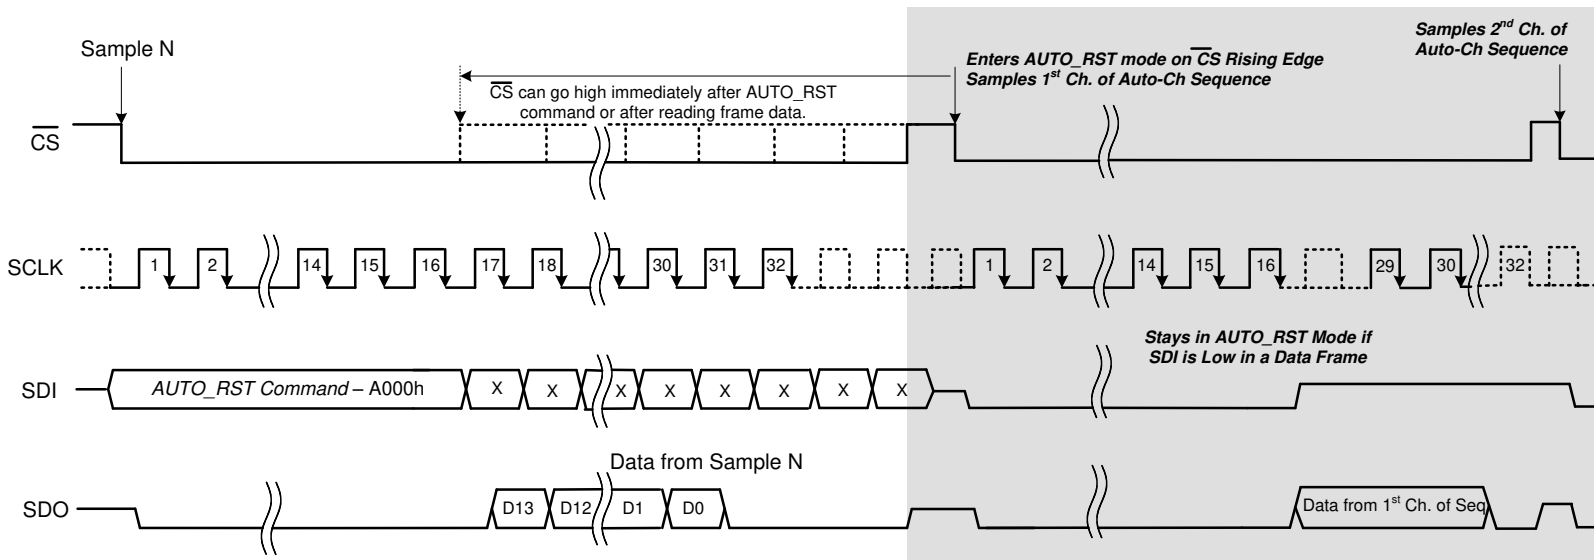 Sample N
Samples 2nd Ch. of
Auto-Ch Sequence
Enters AUTO_RST mode on CS Rising Edge
Samples 1st Ch. of Auto-Ch Sequence
CS can go high immediately after AUTO_RST
command or after reading frame data.
CS
SCLK 1 2 14 15 16 17 18 30 31 32 1 2 14 15 16 29 30 32
Stays in AUTO_RST Mode if
SDI is Low in a Data Frame
SDI AUTO_RST Command – A000h X X X X X X X X
Data from Sample N
SDO D13 D12 D1 D0 Data from 1st Ch. of Seq